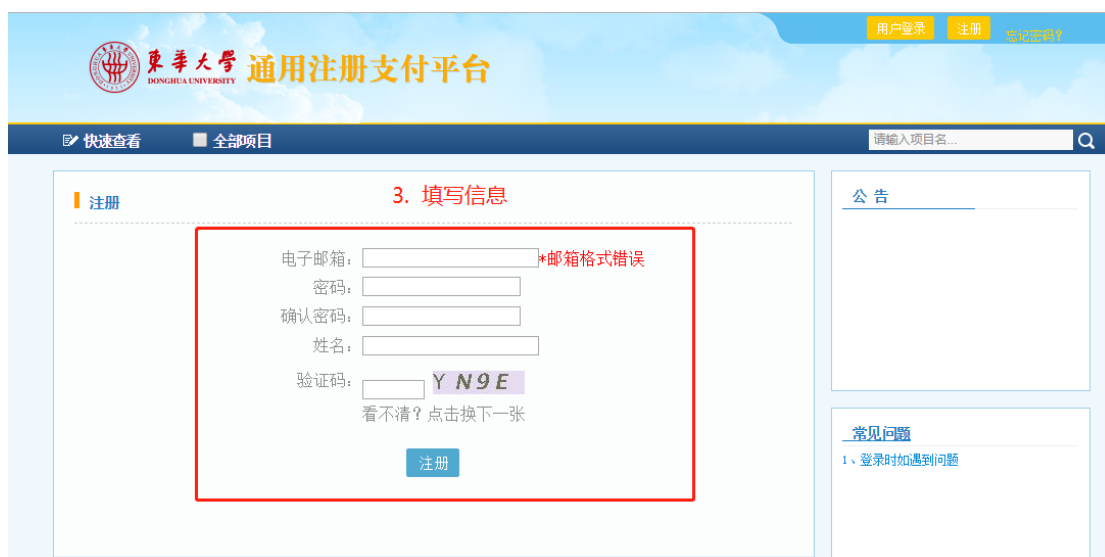 用户登录 注册 忘记密码?
東華大學 通用注册支付平台
DONGHUA UNIVERSITY
快速查看 全部项目 请输入项目名...
注册
3. 填写信息
电子邮箱: *邮箱格式错误
密码:
确认密码:
姓名:
验证码: Y N9E
看不清?点击换下一张
注册
公 告
常见问题
1、登录时如遇到问题